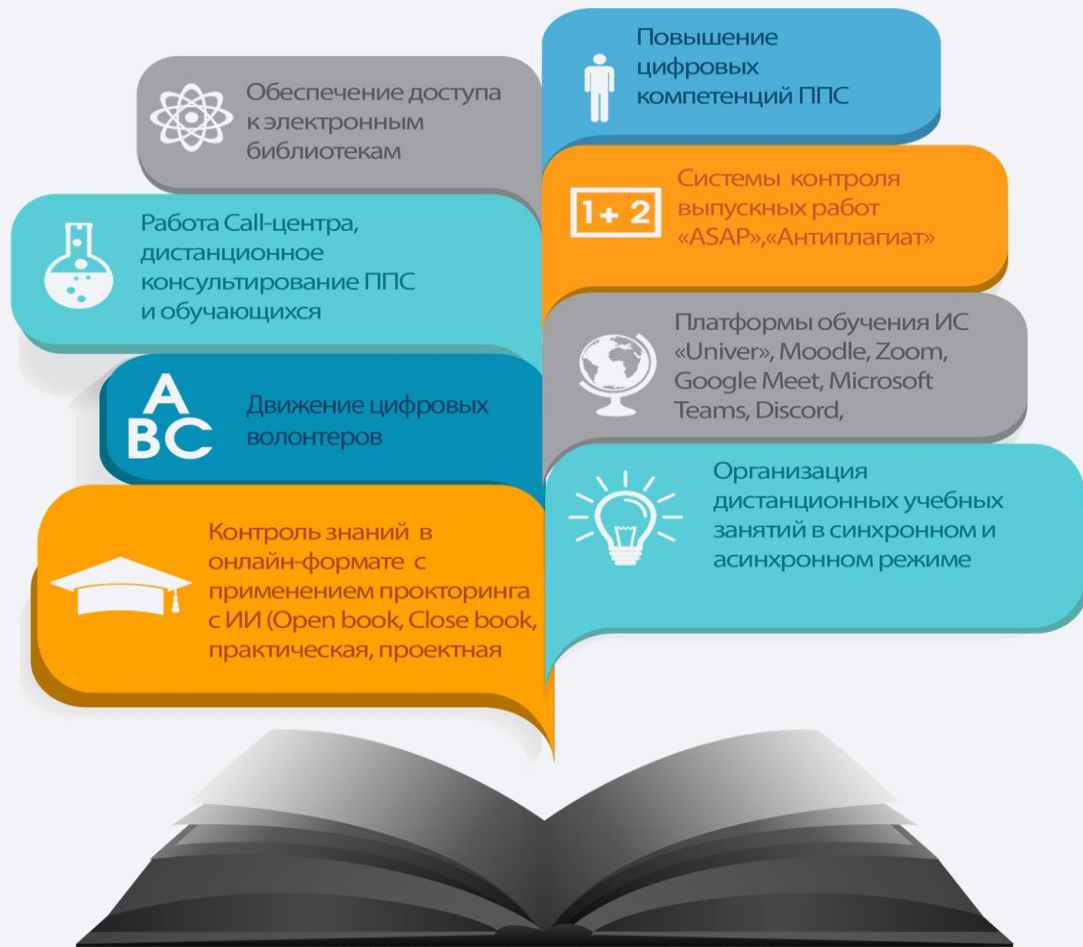 Обеспечение доступа
к электронным
библиотекам
Работа Call-центра,
дистанционное
консультирование ППС
и обучающихся
A
BC
Движение цифровых
волонтеров
Контроль знаний в
онлайн-формате с
применением прокторинга
с ИИ (Open book, Close book,
практическая, проектная
Повышение
цифровых
компетенций ППС
1+ 2
Системы контроля
выпускных работ
«ASAP»,«Антиплагиат»
Платформы обучения ИС
«Univer», Moodle, Zoom,
Google Meet, Microsoft
Teams, Discord,
Организация
дистанционных учебных
занятий в синхронном и
асинхронном режиме